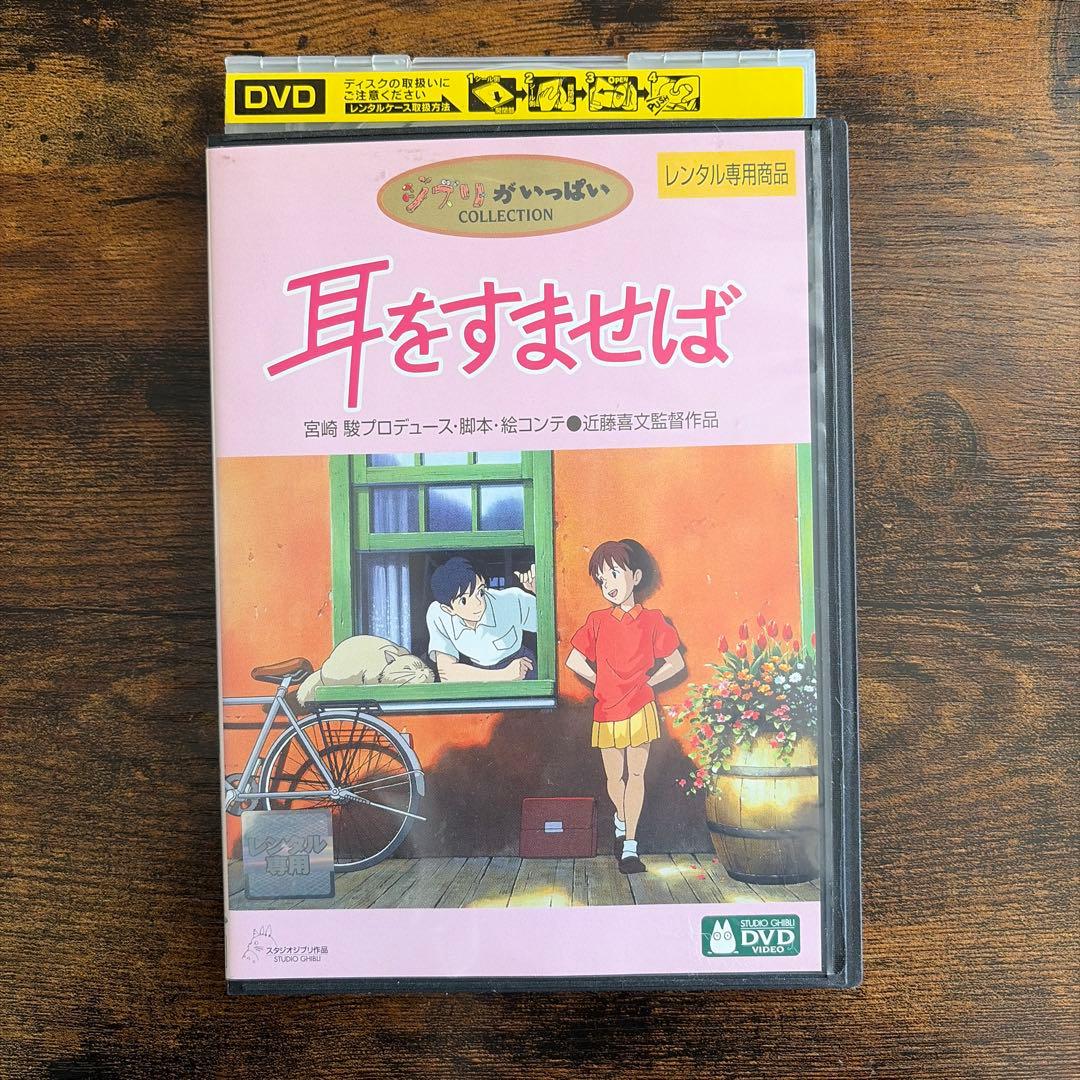 DVD
ディスクの取扱いに
ご注意ください
レンタルケース取扱方法
1
2
3
OPEN
4
PUSH
ジブリがいっぱい
COLLECTION
レンタル専用商品
耳をすませば
宮崎 駿プロデュース・脚本・絵コンテ●近藤喜文監督作品
レンタル
専用
スタジオジブリ作品
STUDIO GHIBLI
STUDIO GHIBLI
DVD
VIDEO